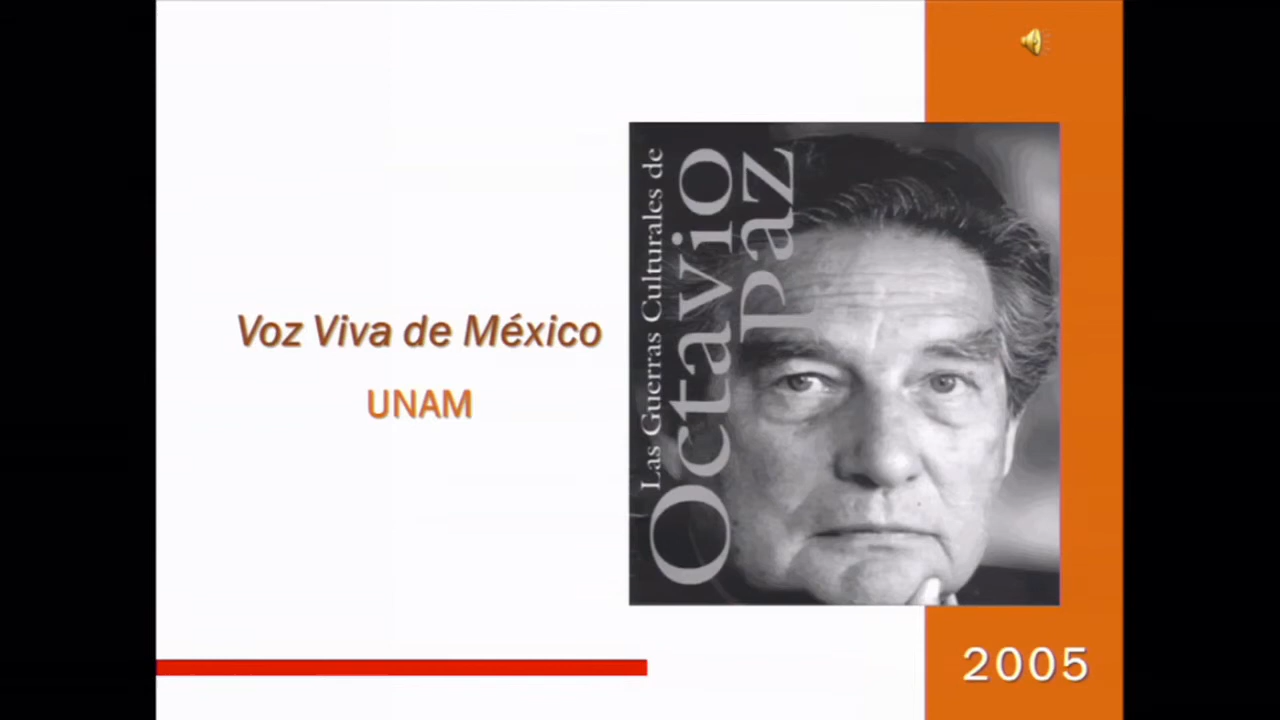 Voz Viva de México
UNAM
Las Guerras Culturales de
Octavio
Paz
2005